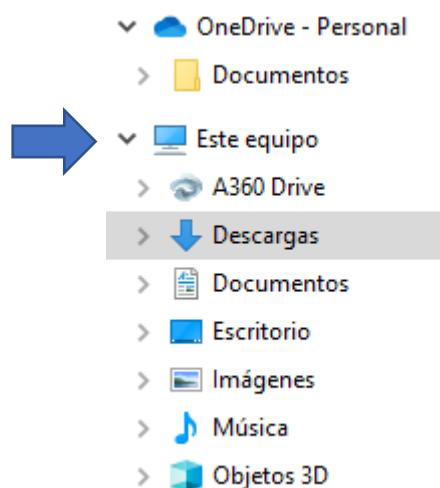 OneDrive - Personal
Documentos
Este equipo
A360 Drive
Descargas
Documentos
Escritorio
Imágenes
Música
Objetos 3D